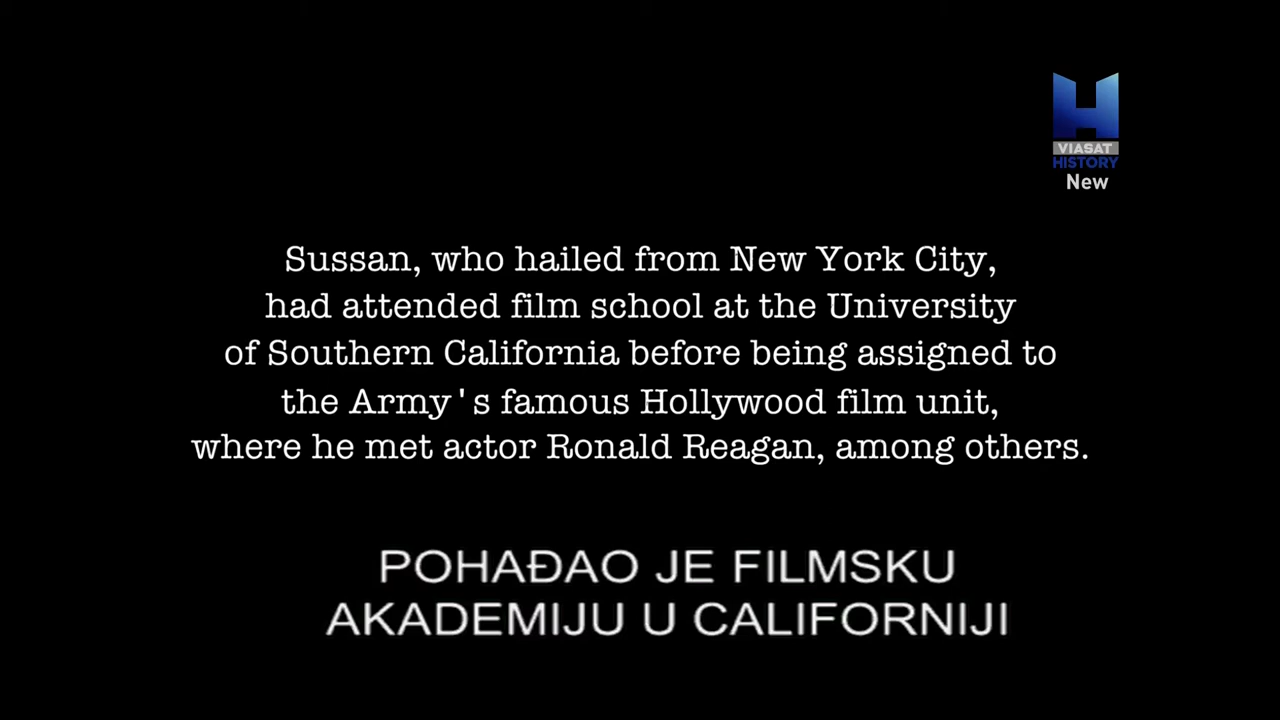 VIASAT
HISTORY
New
Sussan, who hailed from New York City,
had attended film school at the University
of Southern California before being assigned to
the Army's famous Hollywood film unit,
where he met actor Ronald Reagan, among others.
POHAĐAO JE FILMSKU
AKADEMIJU U CALIFORNIJI